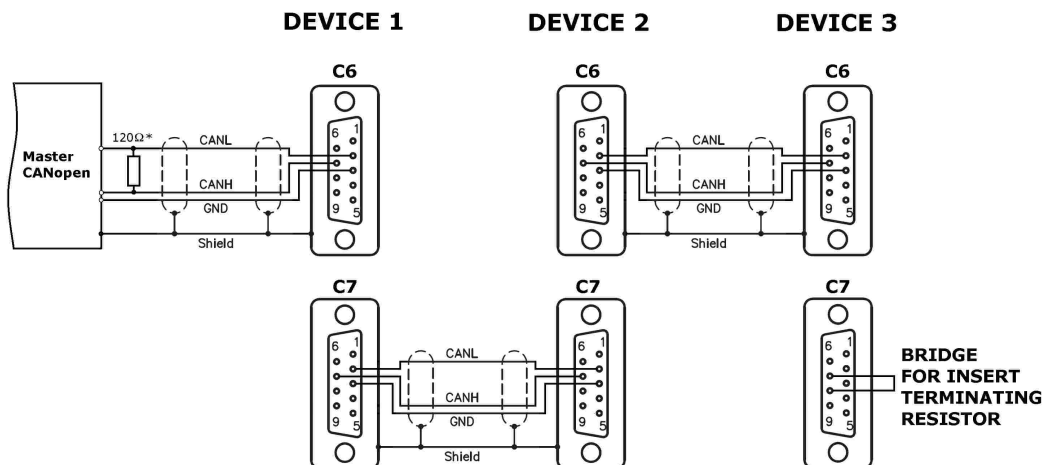 DEVICE 1
DEVICE 2
DEVICE 3
C6
C6
C6
Master
CANopen
120Ω*
CANL
CANH
GND
Shield
6
1
9
5
6
1
9
5
CANL
CANH
GND
Shield
6
1
9
5
C7
C7
C7
6
1
9
5
CANL
CANH
GND
Shield
6
1
9
5
6
1
9
5
BRIDGE
FOR INSERT
TERMINATING
RESISTOR